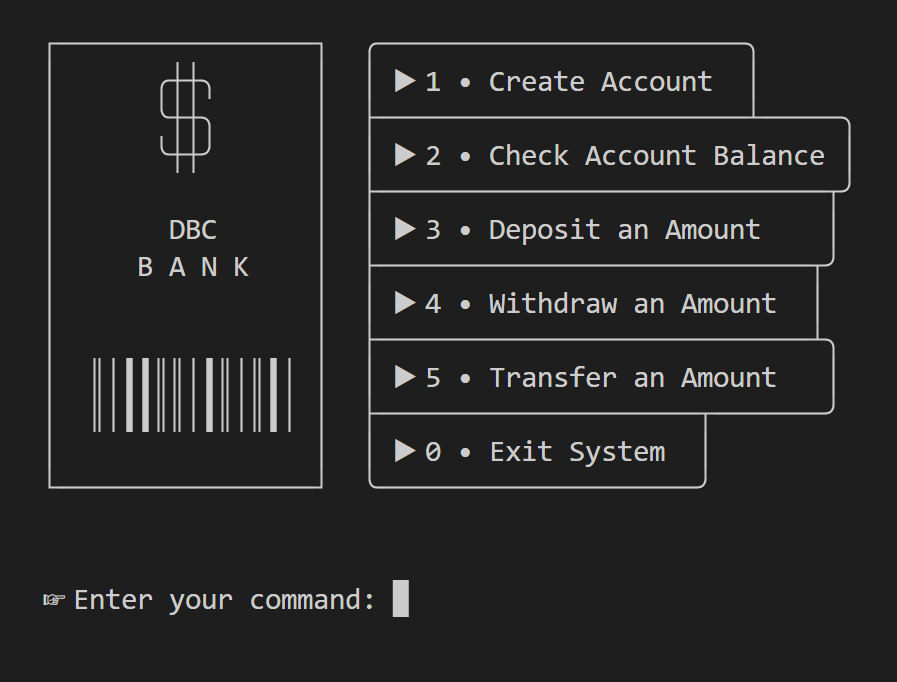 $
DBC
B A N K
▶ 1 • Create Account
▶ 2 • Check Account Balance
▶ 3 • Deposit an Amount
▶ 4 • Withdraw an Amount
▶ 5 • Transfer an Amount
▶ 0 • Exit System
☞ Enter your command: